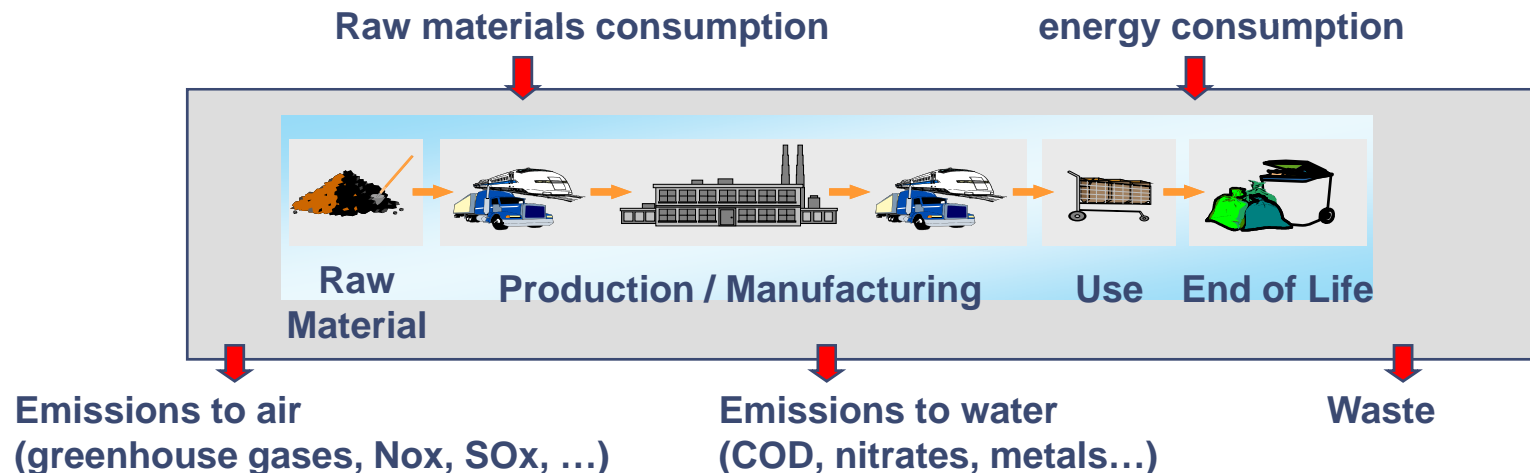 Raw materials consumption
energy consumption
Raw
Material
Production / Manufacturing
Use
End of Life
Emissions to air
(greenhouse gases, Nox, SOx, …)
Emissions to water
(COD, nitrates, metals…)
Waste